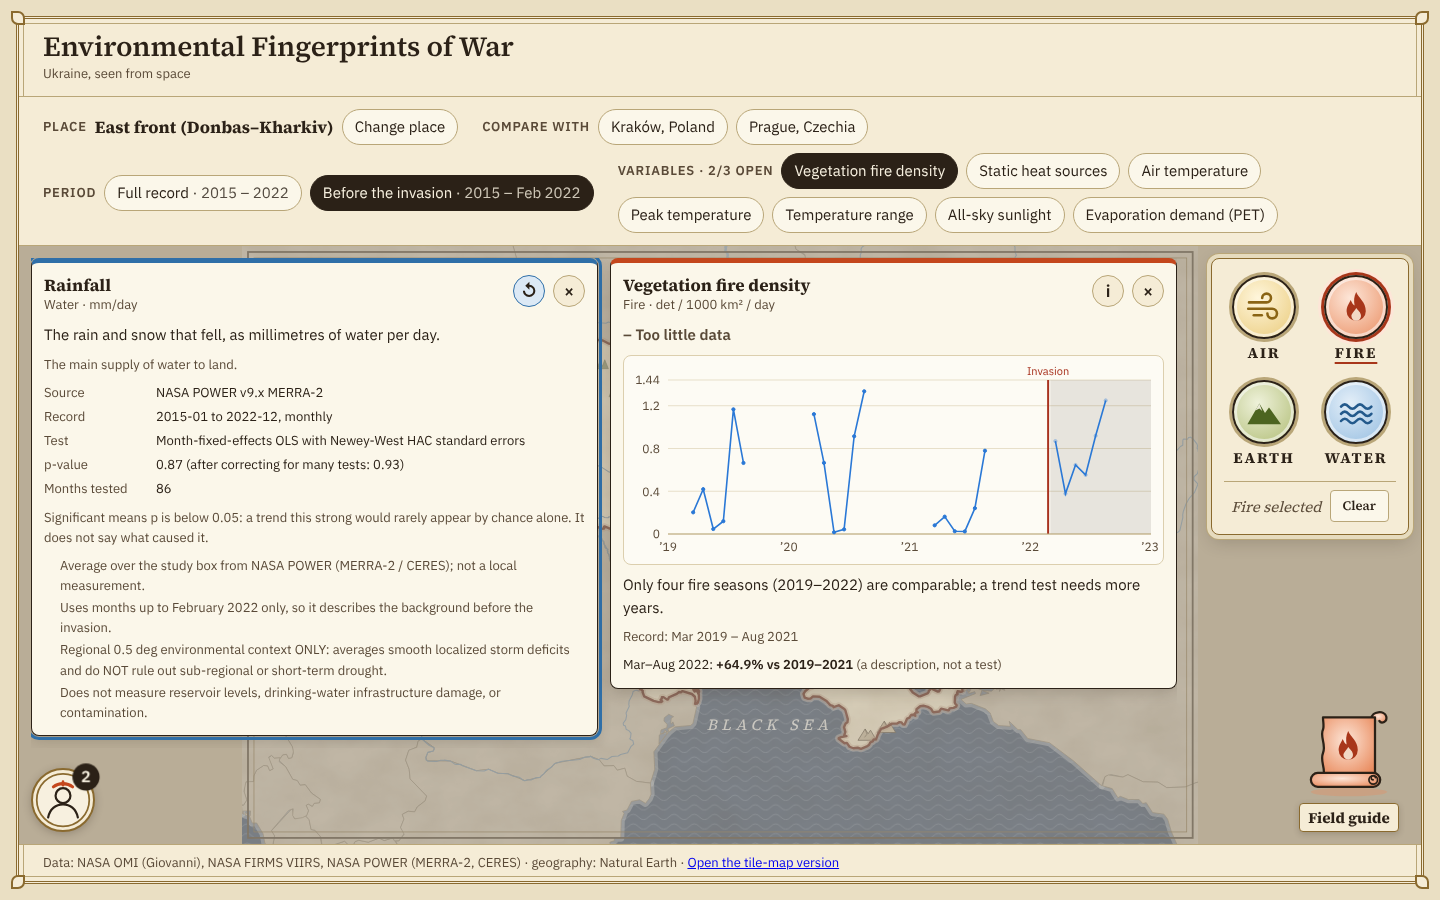 Environmental Fingerprints of War
Ukraine, seen from space
PLACE East front (Donbas–Kharkiv) Change place COMPARE WITH Kraków, Poland Prague, Czechia
PERIOD Full record · 2015 – 2022 Before the invasion · 2015 – Feb 2022
VARIABLES · 2/3 OPEN Vegetation fire density Static heat sources Air temperature
Peak temperature Temperature range All-sky sunlight Evaporation demand (PET)
Rainfall
Water · mm/day
The rain and snow that fell, as millimetres of water per day.
The main supply of water to land.
Source NASA POWER v9.x MERRA-2
Record 2015-01 to 2022-12, monthly
Test Month-fixed-effects OLS with Newey-West HAC standard errors
p-value 0.87 (after correcting for many tests: 0.93)
Months tested 86
Significant means p is below 0.05: a trend this strong would rarely appear by chance alone. It
does not say what caused it.
Average over the study box from NASA POWER (MERRA-2 / CERES); not a local
measurement.
Uses months up to February 2022 only, so it describes the background before the
invasion.
Regional 0.5 deg environmental context ONLY: averages smooth localized storm deficits
and do NOT rule out sub-regional or short-term drought.
Does not measure reservoir levels, drinking-water infrastructure damage, or
contamination.
Vegetation fire density
Fire · det / 1000 km² / day
i ×
×
– Too little data
Invasion
1.44
1.2
0.8
0.4
0
’19 ’20 ’21 ’22 ’23
Only four fire seasons (2019–2022) are comparable; a trend test needs more
years.
Record: Mar 2019 – Aug 2021
Mar–Aug 2022: +64.9% vs 2019–2021 (a description, not a test)
AIR FIRE
EARTH WATER
Fire selected Clear
BLACK SEA
2
Field guide
Data: NASA OMI (Giovanni), NASA FIRMS VIIRS, NASA POWER (MERRA-2, CERES) · geography: Natural Earth · Open the tile-map version